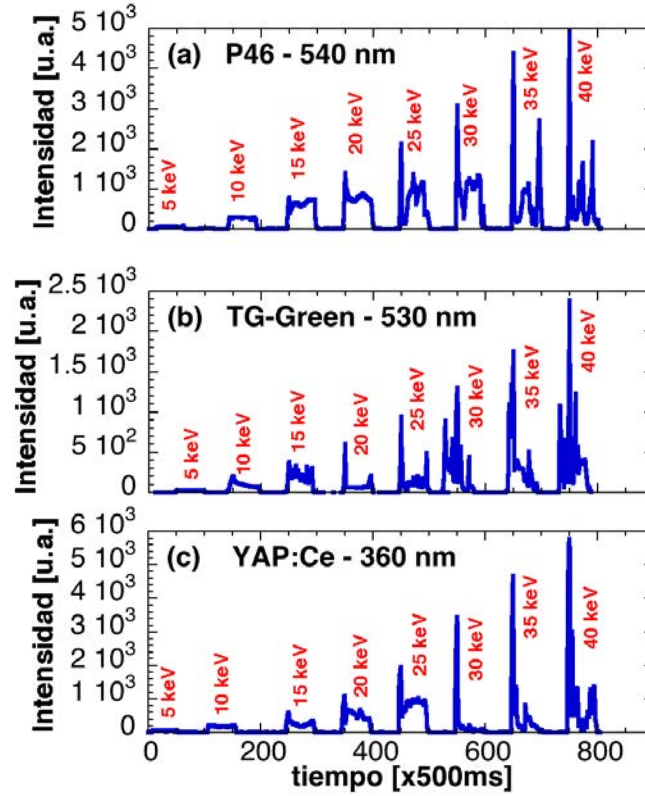 5 10³
(a) P46 - 540 nm
4 10³
3 10³
2 10³
1 10³
0
Intensidad [u.a.]
5 keV
10 keV
15 keV
20 keV
25 keV
30 keV
35 keV
40 keV
2.5 10³
(b) TG-Green - 530 nm
2 10³
1.5 10³
1 10³
5 10²
0
Intensidad [u.a.]
5 keV
10 keV
15 keV
20 keV
25 keV
30 keV
35 keV
40 keV
6 10³
(c) YAP:Ce - 360 nm
5 10³
4 10³
3 10³
2 10³
1 10³
0
Intensidad [u.a.]
5 keV
10 keV
15 keV
20 keV
25 keV
30 keV
35 keV
40 keV
0 200 400 600 800
tiempo [x500ms]